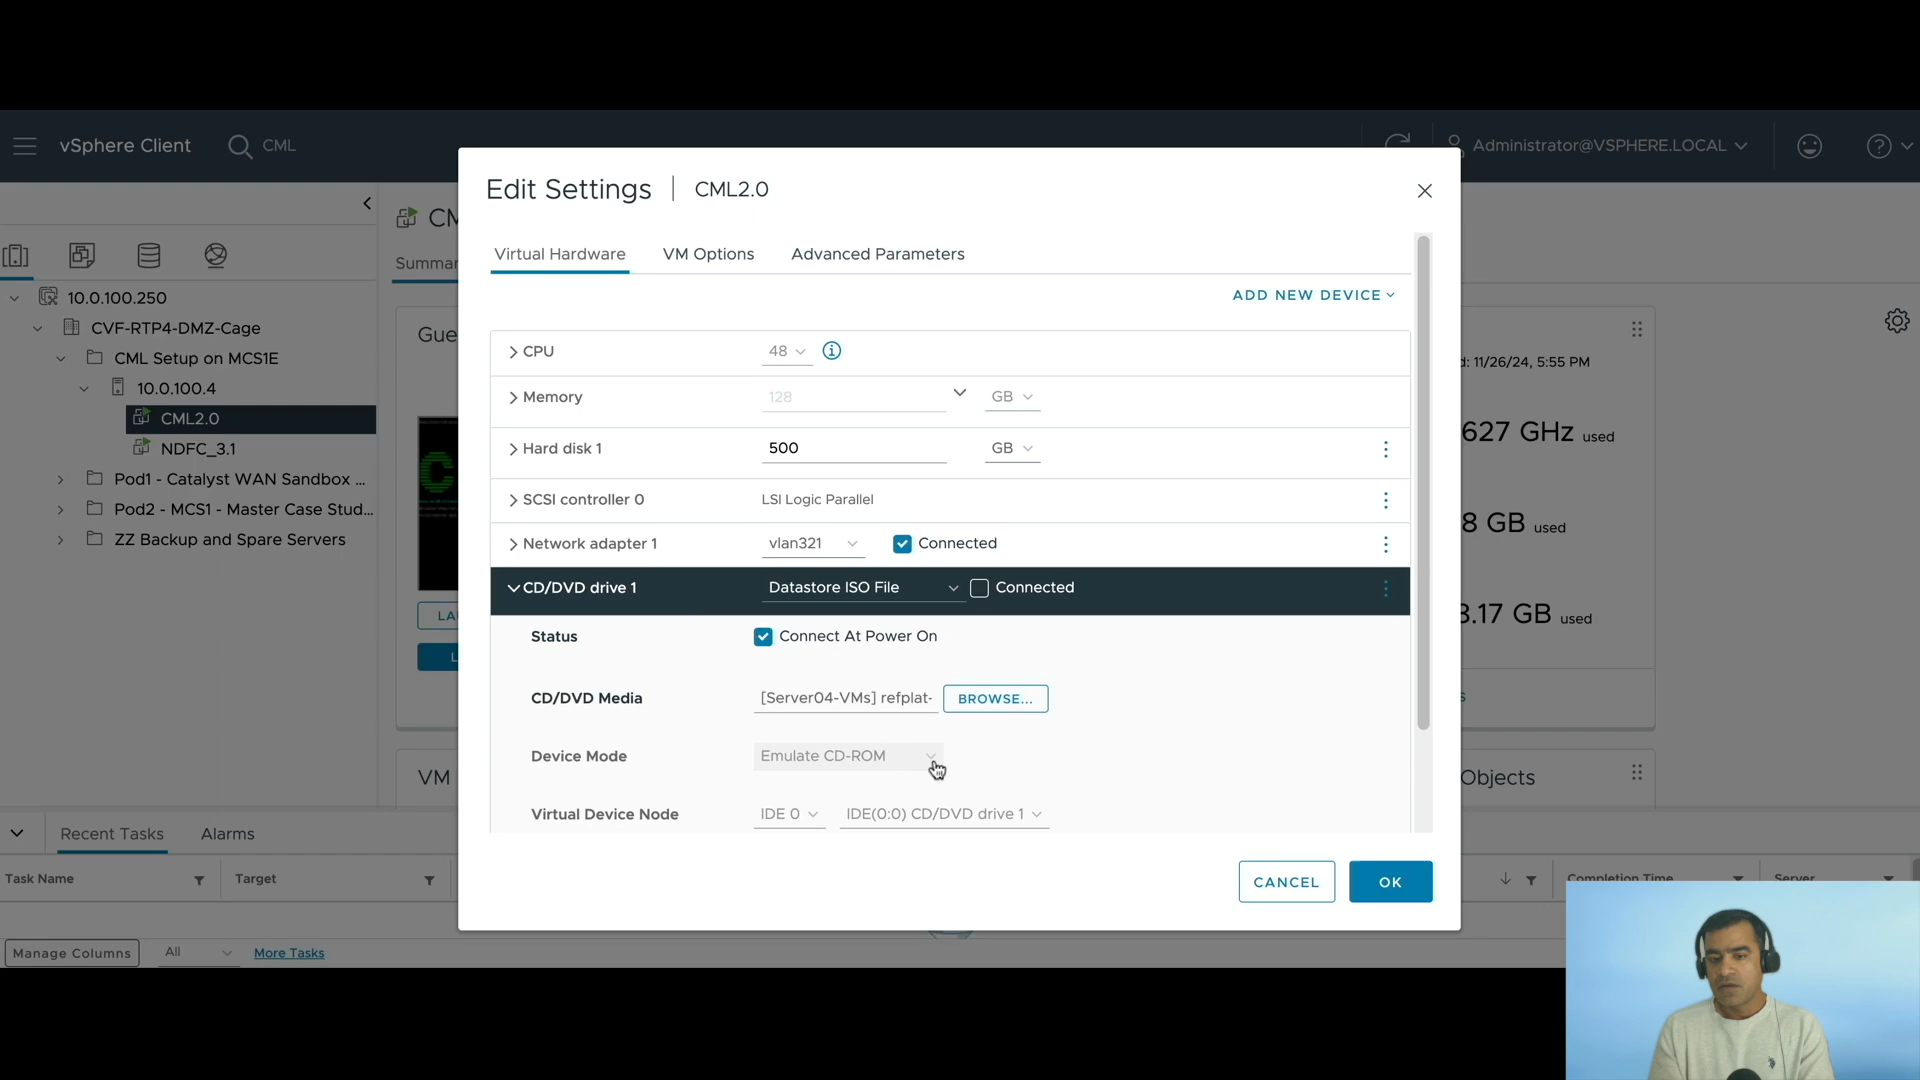 vSphere Client
CML
Administrator@VSPHERE.LOCAL
Edit Settings | CML2.0
Virtual Hardware
VM Options
Advanced Parameters
ADD NEW DEVICE
CPU
48
Memory
128
GB
Hard disk 1
500
GB
SCSI controller 0
LSI Logic Parallel
Network adapter 1
vlan321
Connected
CD/DVD drive 1
Datastore ISO File
Connected
Status
Connect At Power On
CD/DVD Media
[Server04-VMs] refplat-
BROWSE...
Device Mode
Emulate CD-ROM
Virtual Device Node
IDE 0
IDE(0:0) CD/DVD drive 1
CANCEL
OK
10.0.100.250
CVF-RTP4-DMZ-Cage
CML Setup on MCS1E
10.0.100.4
CML2.0
NDFC_3.1
Pod1 - Catalyst WAN Sandbox ...
Pod2 - MCS1 - Master Case Stud...
ZZ Backup and Spare Servers
CM
Summar
Gue
LA
L
VM
d: 11/26/24, 5:55 PM
627 GHz used
8 GB used
3.17 GB used
s
Objects
Recent Tasks
Alarms
Task Name
Target
Completion Time
Server
Manage Columns
All
More Tasks